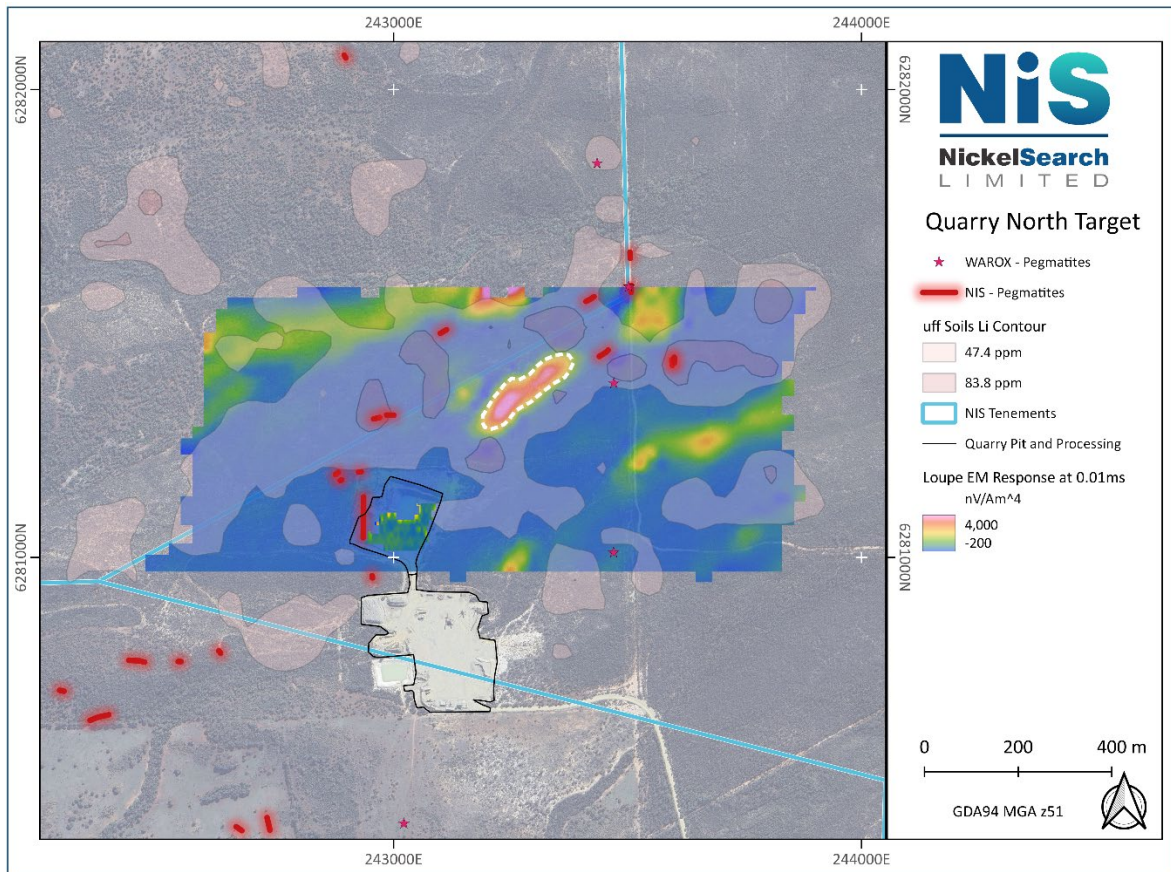 243000E
244000E
6282000N
6282000N
6281000N
6281000N
243000E
244000E
NiS
NickelSearch
LIMITED
Quarry North Target
WAROX - Pegmatites
NIS - Pegmatites
uff Soils Li Contour
47.4 ppm
83.8 ppm
NIS Tenements
Quarry Pit and Processing
Loupe EM Response at 0.01ms
nV/Am^4
4,000
-200
0 200 400 m
GDA94 MGA z51